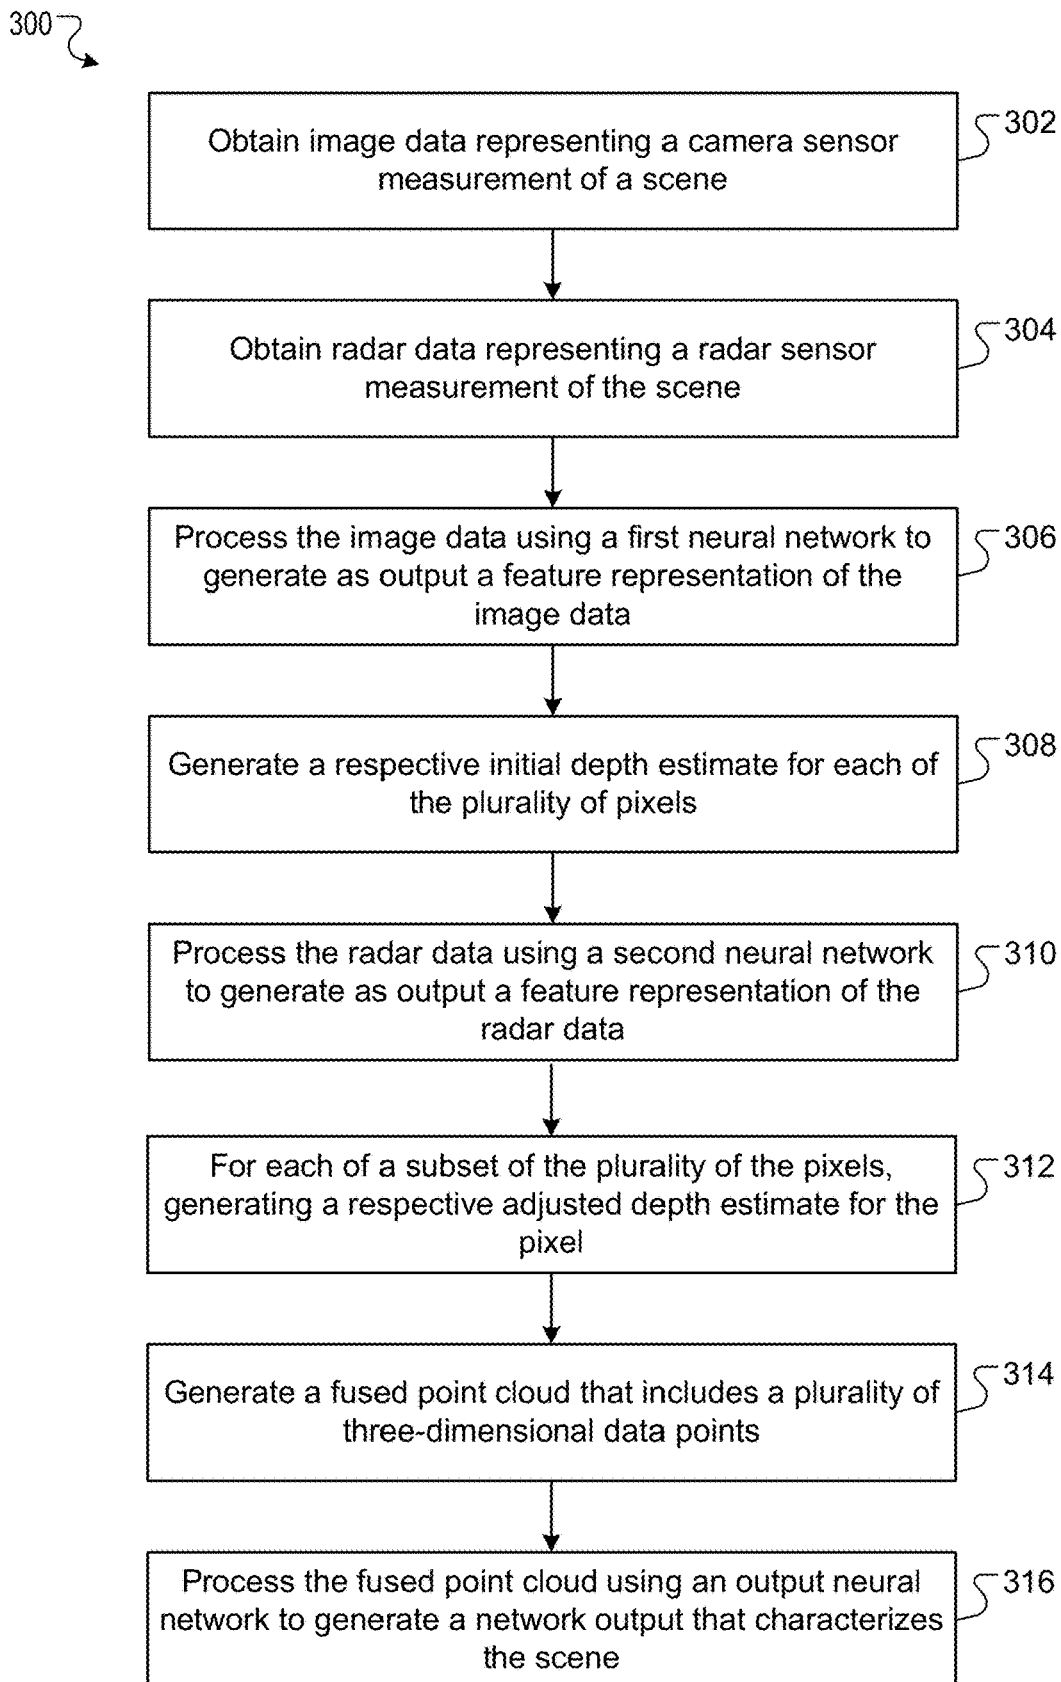 300
Obtain image data representing a camera sensor
measurement of a scene
302
Obtain radar data representing a radar sensor
measurement of the scene
304
Process the image data using a first neural network to
generate as output a feature representation of the
image data
306
Generate a respective initial depth estimate for each of
the plurality of pixels
308
Process the radar data using a second neural network
to generate as output a feature representation of the
radar data
310
For each of a subset of the plurality of the pixels,
generating a respective adjusted depth estimate for the
pixel
312
Generate a fused point cloud that includes a plurality of
three-dimensional data points
314
Process the fused point cloud using an output neural
network to generate a network output that characterizes
the scene
316